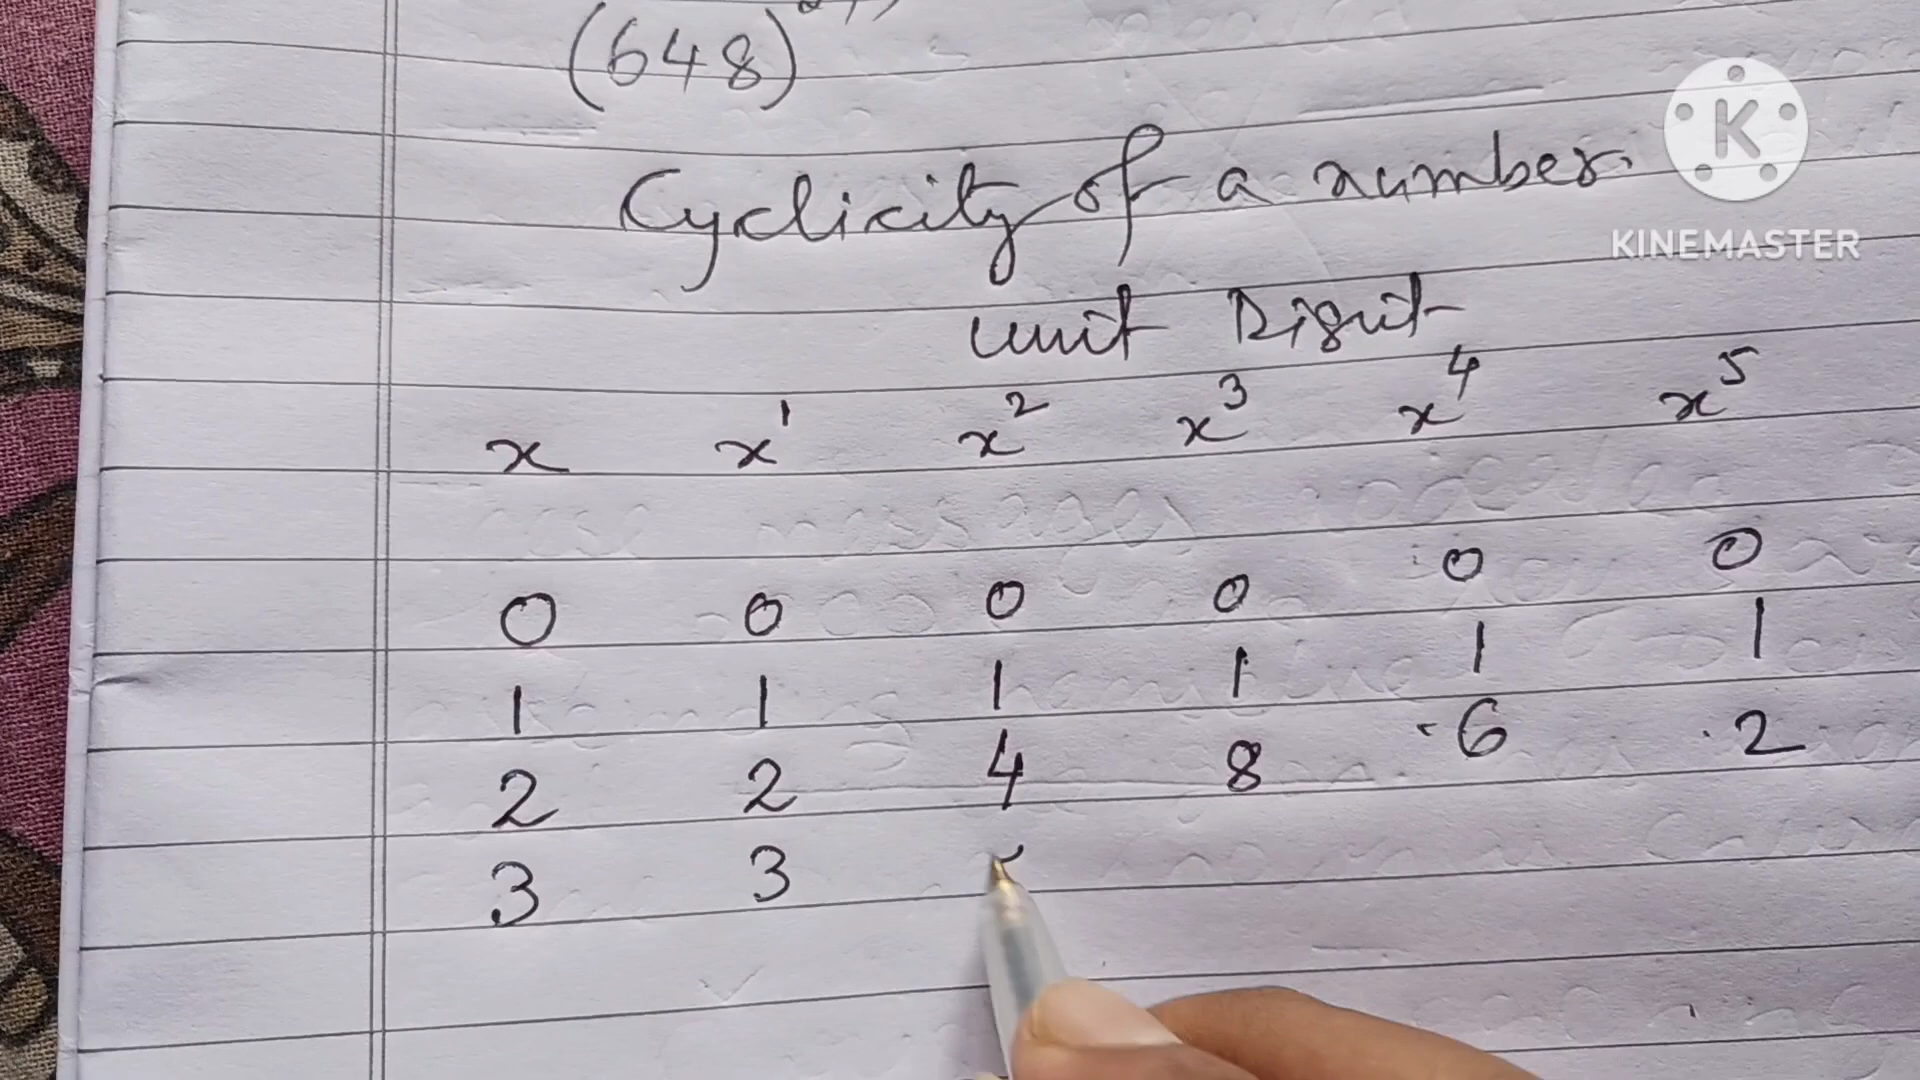 (648)
Cyclicity of a number.
K
KINEMASTER
Unit Digit
x x¹ x² x³ x⁴ x⁵
0 0 0 0 0 0
1 1 1 1 1 1
2 2 4 8 6 2
3 3